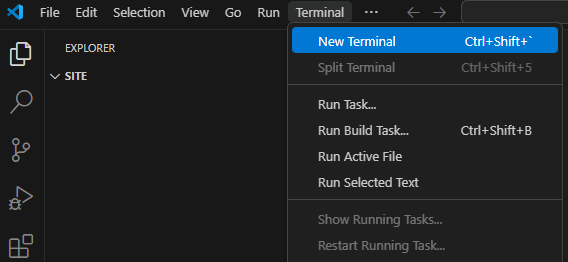 File Edit Selection View Go Run Terminal ...
EXPLORER
SITE
New Terminal Ctrl+Shift+`
Split Terminal Ctrl+Shift+5
Run Task...
Run Build Task... Ctrl+Shift+B
Run Active File
Run Selected Text
Show Running Tasks...
Restart Running Task...